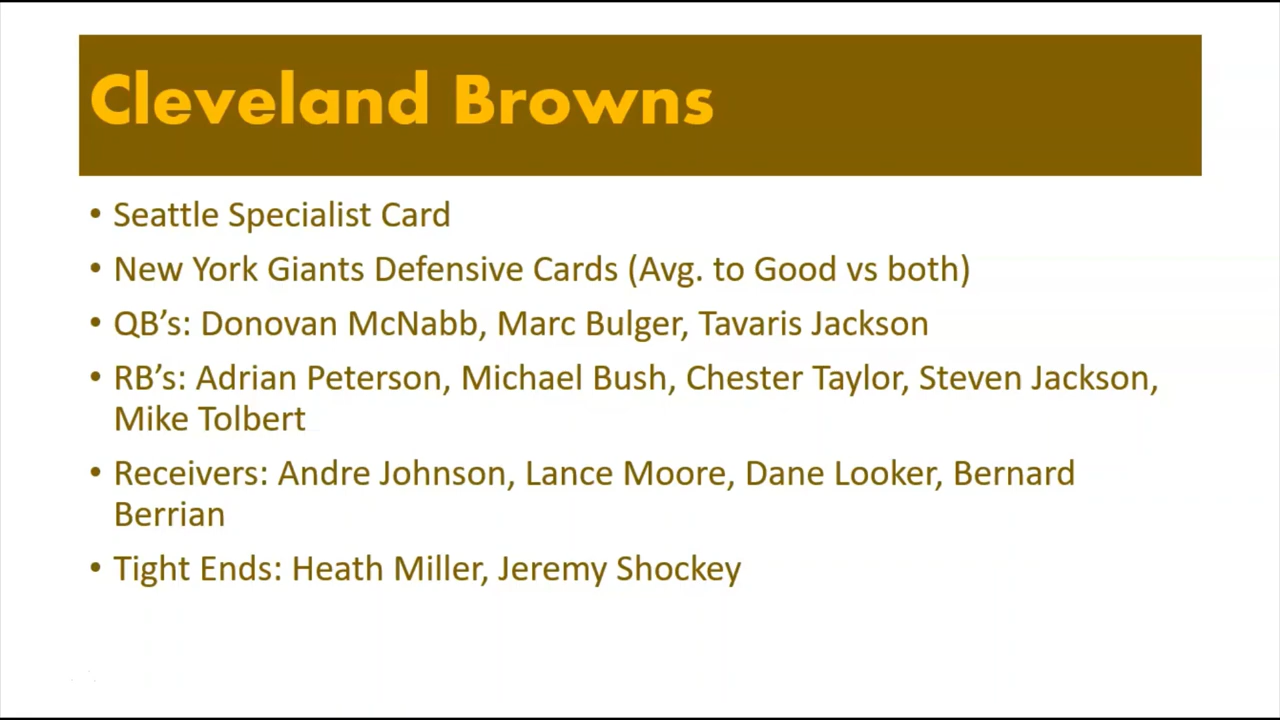 Cleveland Browns
• Seattle Specialist Card
• New York Giants Defensive Cards (Avg. to Good vs both)
• QB’s: Donovan McNabb, Marc Bulger, Tavaris Jackson
• RB’s: Adrian Peterson, Michael Bush, Chester Taylor, Steven Jackson,
Mike Tolbert
• Receivers: Andre Johnson, Lance Moore, Dane Looker, Bernard
Berrian
• Tight Ends: Heath Miller, Jeremy Shockey